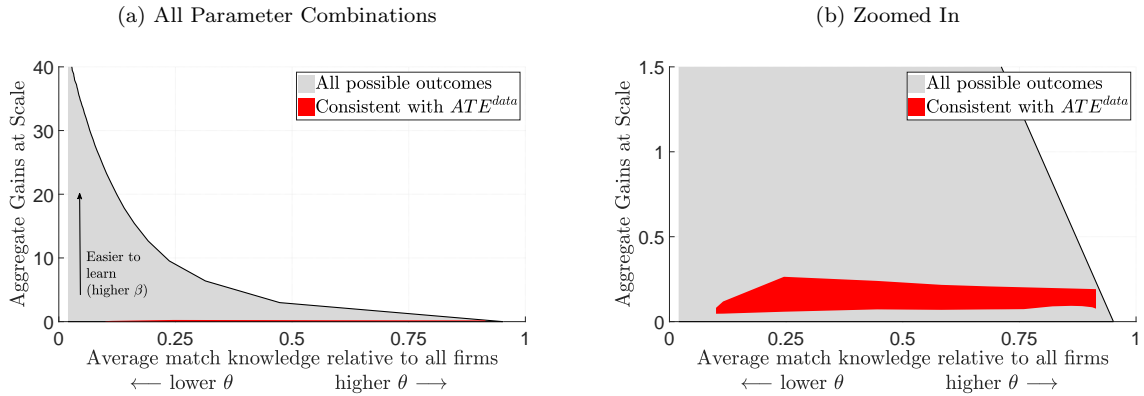 (a) All Parameter Combinations
Aggregate Gains at Scale
40
30
20
10
0
0
0.25
0.5
0.75
1
All possible outcomes
Consistent with ATE^{data}
Easier to
learn
(higher β)
Average match knowledge relative to all firms
⟵ lower θ higher θ ⟶
(b) Zoomed In
Aggregate Gains at Scale
1.5
1
0.5
0
0
0.25
0.5
0.75
1
All possible outcomes
Consistent with ATE^{data}
Average match knowledge relative to all firms
⟵ lower θ higher θ ⟶